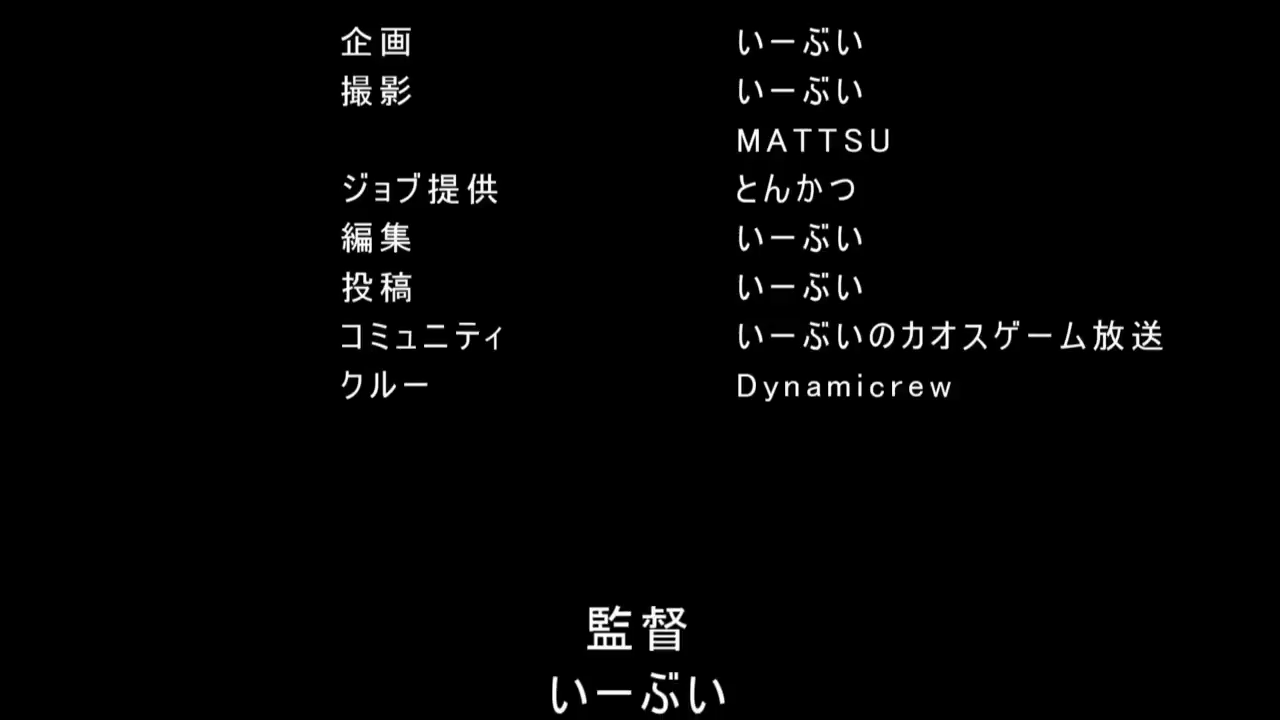 企画 いーぶい
撮影 いーぶい
MATTSU
ジョブ提供 とんかつ
編集 いーぶい
投稿 いーぶい
コミュニティ いーぶいのカオスゲーム放送
クルー Dynamicrew
監督
いーぶい